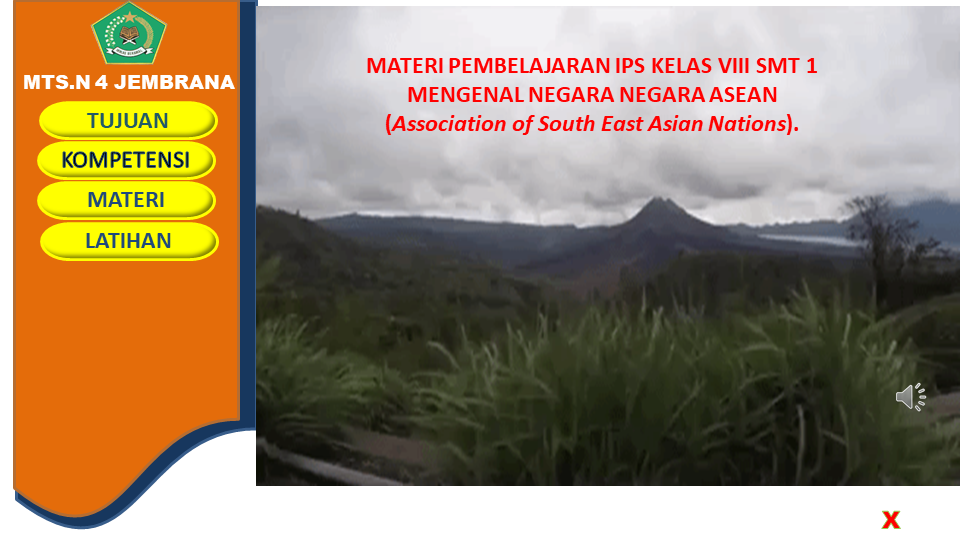 MTS.N 4 JEMBRANA
TUJUAN
KOMPETENSI
MATERI
LATIHAN
MATERI PEMBELAJARAN IPS KELAS VIII SMT 1
MENGENAL NEGARA NEGARA ASEAN
(Association of South East Asian Nations).
X